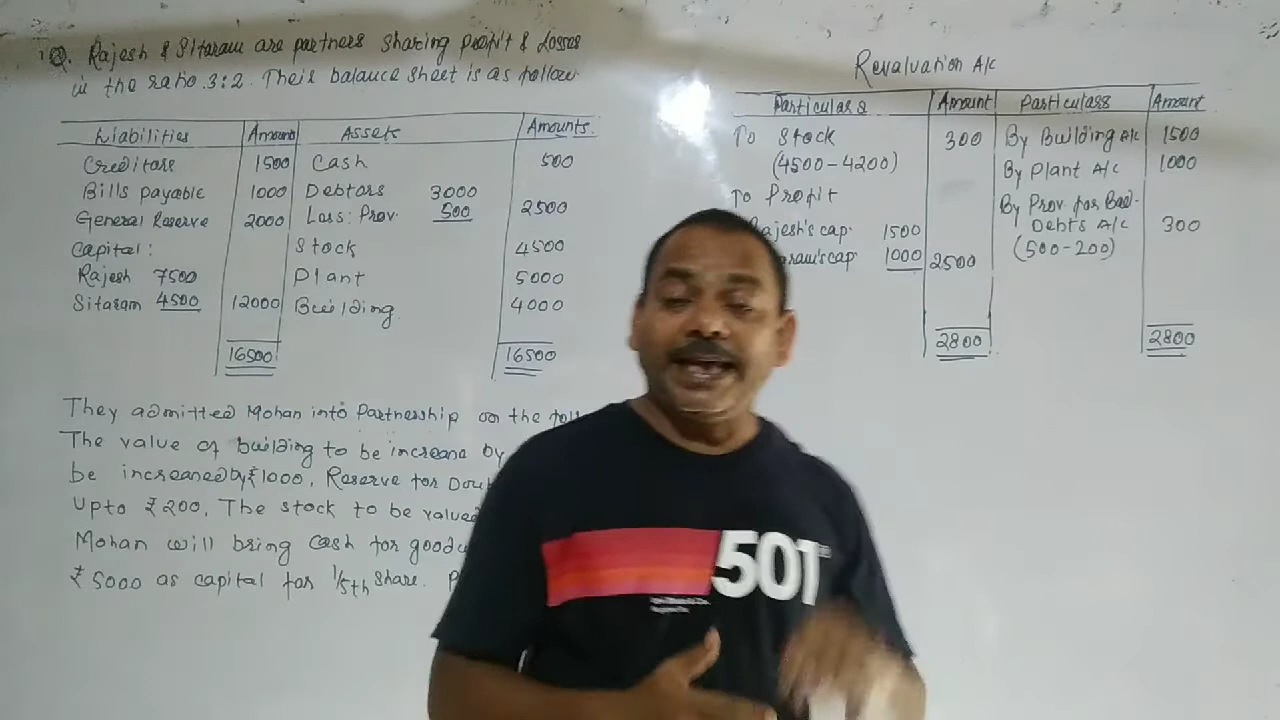 Q. Rajesh & Sitaram are partners sharing profit & Losses
in the ratio 3:2. Their balance sheet is as follow
Liabilities Amount Assets Amounts
Creditors 1500 Cash 500
Bills payable 1000 Debtors 3000
General Reserve 2000 Less: Prov. 500 2500
Capital: Stock 4500
Rajesh 7500 Plant 5000
Sitaram 4500 12000 Building 4000
16500 16500
They admitted Mohan into Partnership on the
The value of building to be increane by
be increaned by ₹1000, Reserve for
Upto ₹200, The stock to be valued
Mohan will bring cash for
₹5000 as capital for 1/5th share.
Revaluation A/c
Particulars Amount Particulars Amount
To Stock 300 By Building A/c 1500
(4500-4200) By Plant A/c 1000
To Profit By Prov. for Bad-
Rajesh's cap. 1500 Debts A/c 300
cap 1000 2500 (500-200)
2800 2800
501